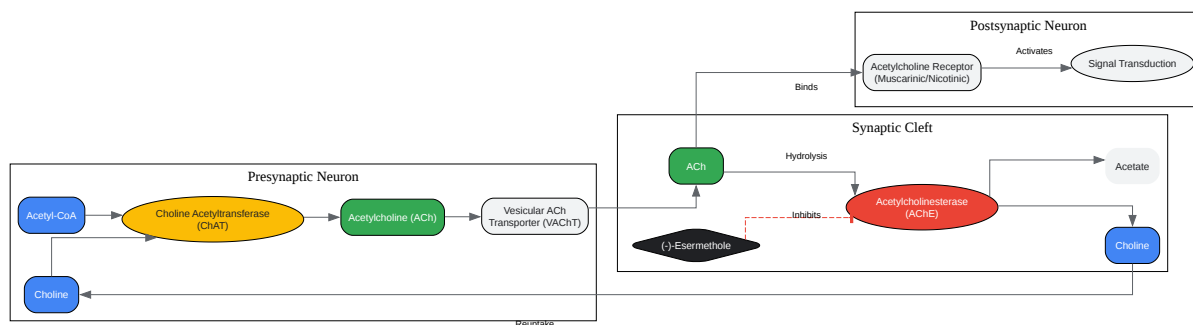 Postsynaptic Neuron
Acetylcholine Receptor
(Muscarinic/Nicotinic)
Activates
Signal Transduction
Binds
Synaptic Cleft
ACh
Hydrolysis
Acetate
Acetylcholinesterase
(AChE)
Inhibits
(-)-Esermethole
Choline
Presynaptic Neuron
Acetyl-CoA
Choline Acetyltransferase
(ChAT)
Acetylcholine (ACh)
Vesicular ACh
Transporter (VAChT)
Choline
Reuptake